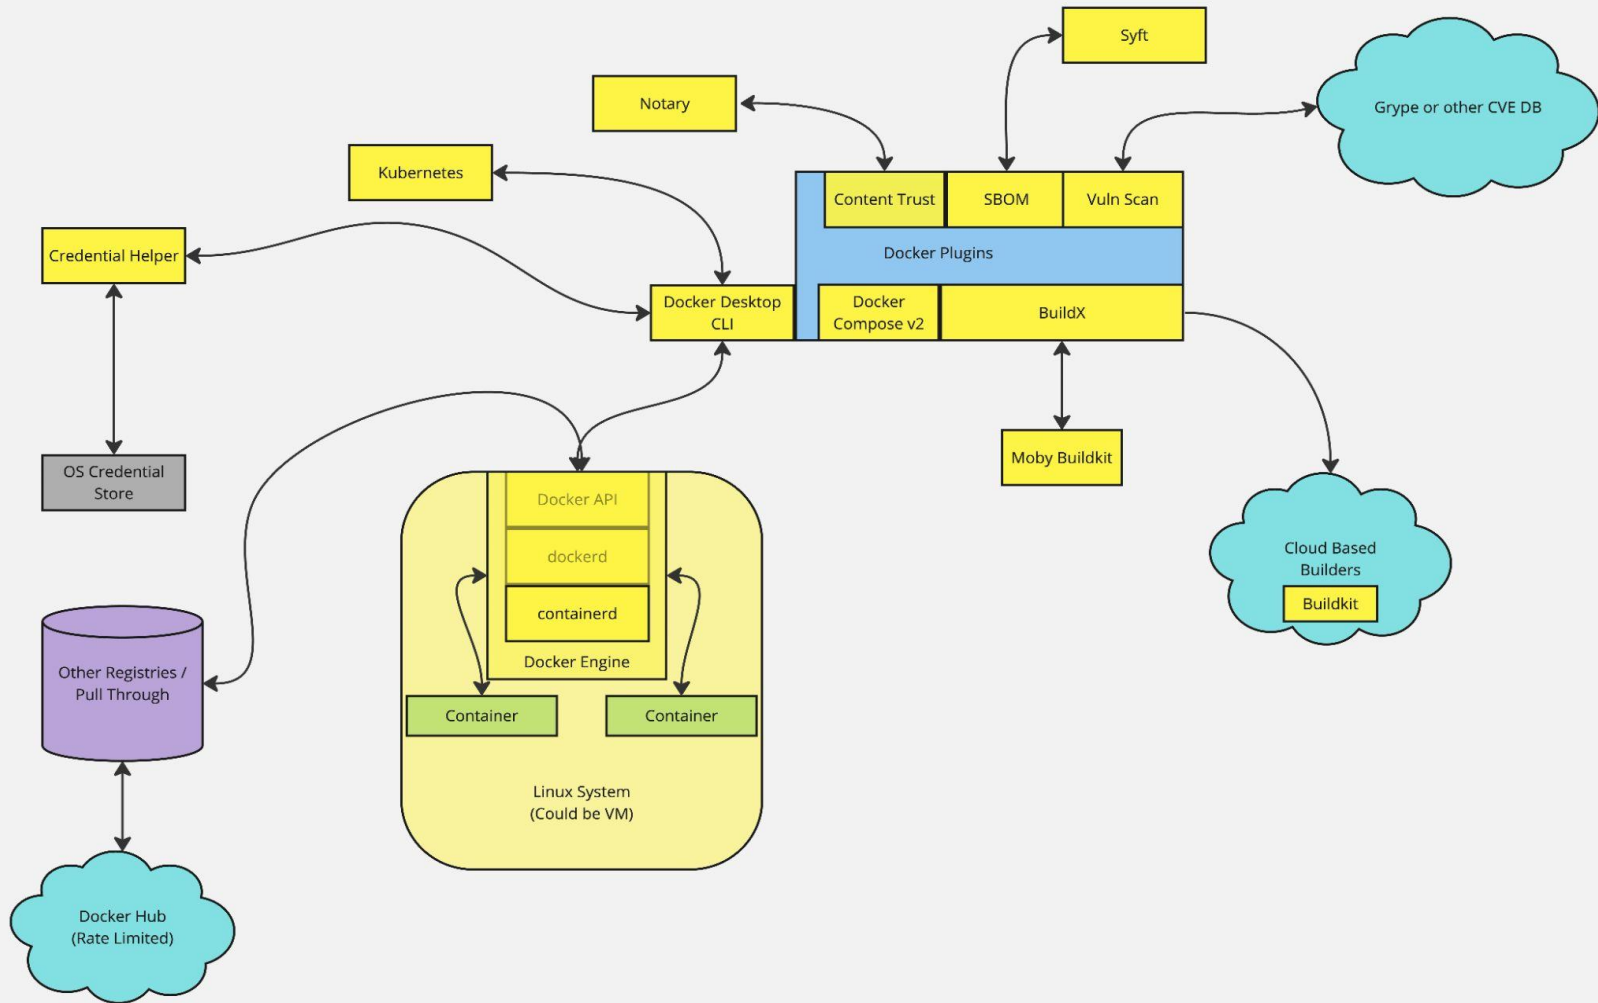 Syft
Notary
Grype or other CVE DB
Kubernetes
Content Trust
SBOM
Vuln Scan
Credential Helper
Docker Plugins
Docker Desktop
CLI
Docker
Compose v2
BuildX
OS Credential
Store
Moby Buildkit
Docker API
dockerd
containerd
Docker Engine
Cloud Based
Builders
Buildkit
Other Registries /
Pull Through
Container
Container
Linux System
(Could be VM)
Docker Hub
(Rate Limited)